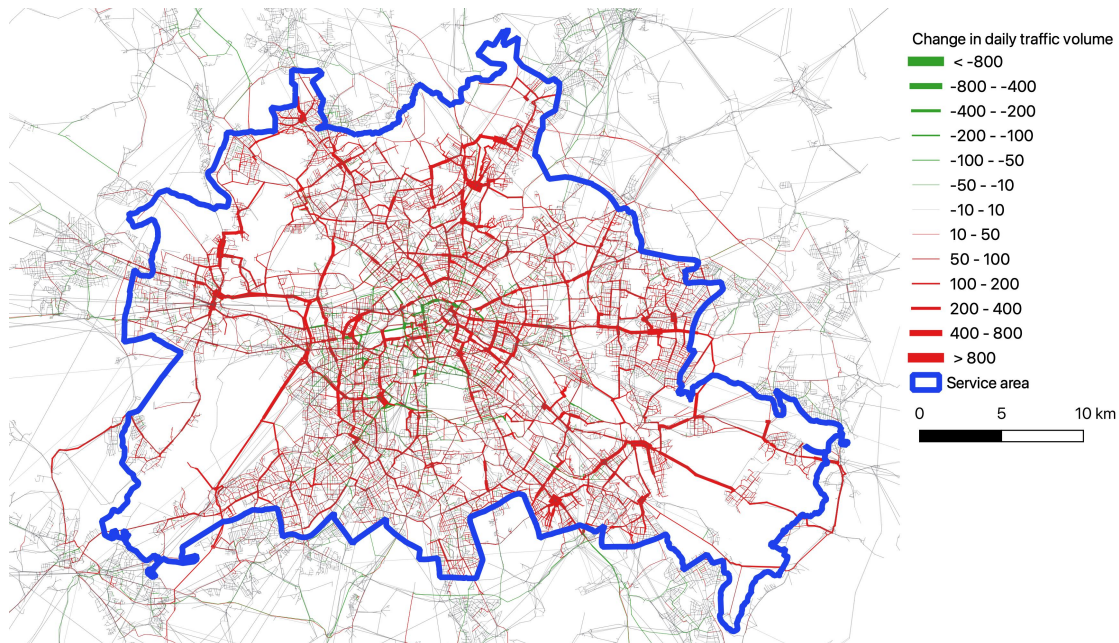 Change in daily traffic volume
< -800
-800 - -400
-400 - -200
-200 - -100
-100 - -50
-50 - -10
-10 - 10
10 - 50
50 - 100
100 - 200
200 - 400
400 - 800
> 800
Service area
0 5 10 km